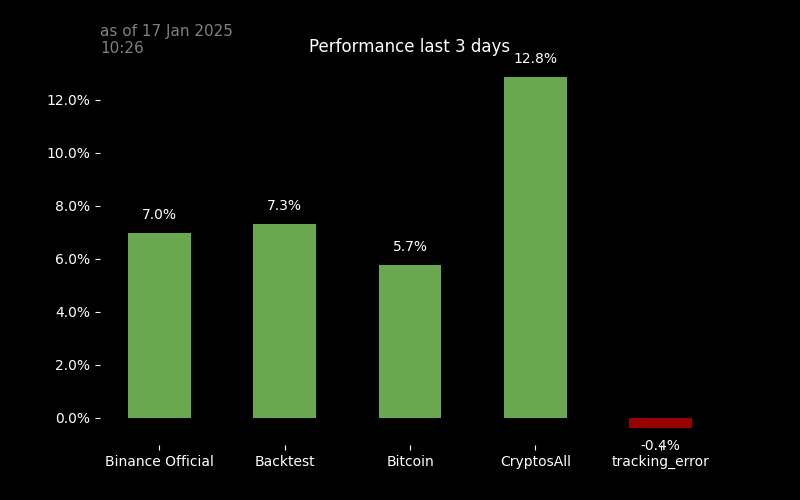 as of 17 Jan 2025
10:26
Performance last 3 days
12.8%
12.0%
10.0%
8.0%
7.0%
7.3%
6.0%
5.7%
4.0%
2.0%
0.0%
-0.4%
Binance Official
Backtest
Bitcoin
CryptosAll
tracking_error